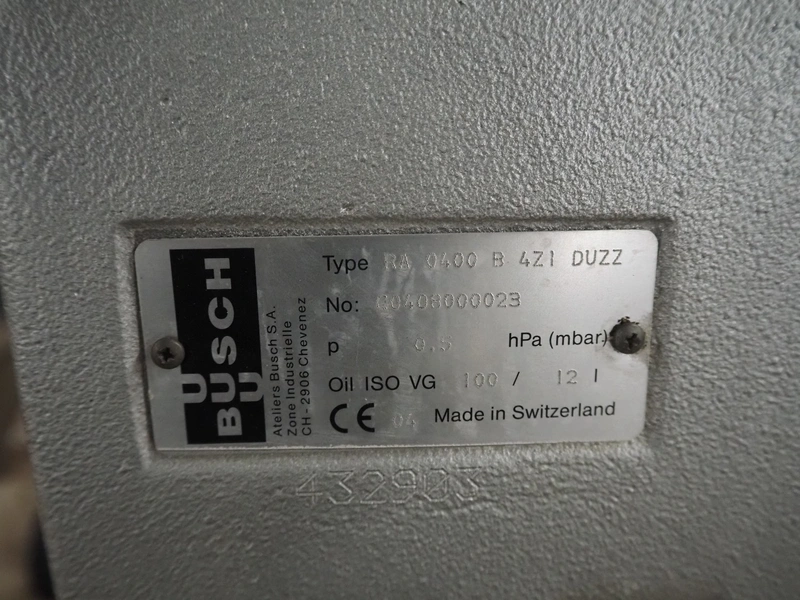 BUSCH
Ateliers Busch S.A.
Zone Industrielle
CH - 2906 Chevenez
Type RA 0400 B 4Z1 DUZZ
No:
p 0,5 hPa (mbar)
Oil ISO VG 100 / 12 l
CE 04 Made in Switzerland
432903